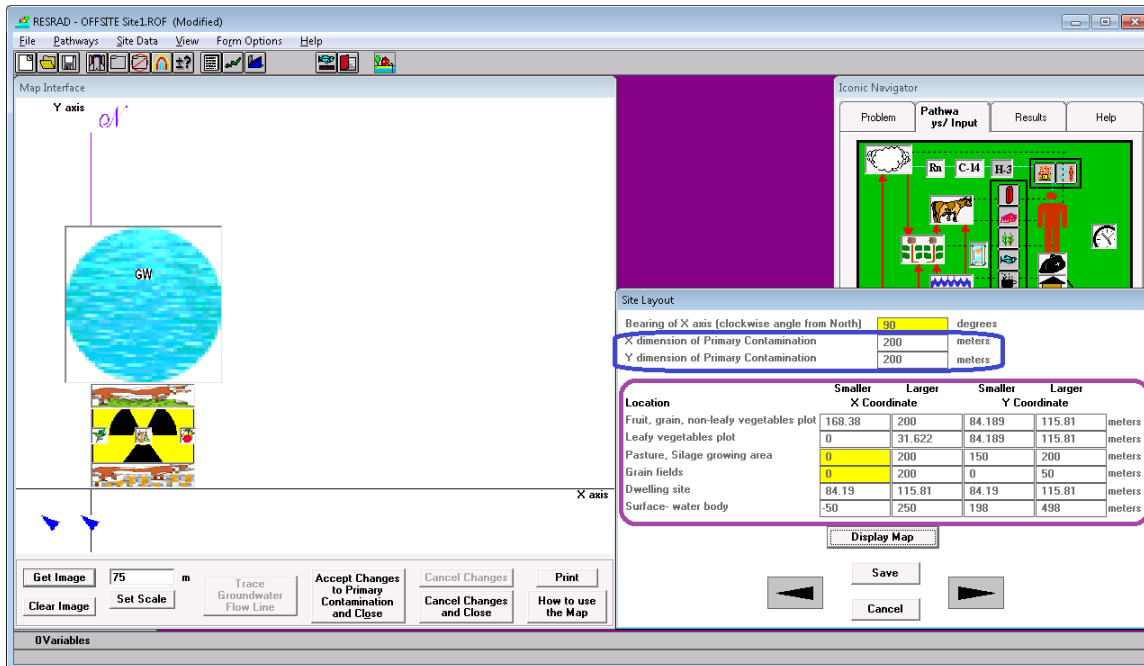 RESRAD - OFFSITE Site1.ROF (Modified)
File Pathways Site Data View Form Options Help
±?
Map Interface
Y axis
N
GW
X axis
Get Image 75 m
Clear Image Set Scale
Trace
Groundwater
Flow Line
Accept Changes
to Primary
Contamination
and Close
Cancel Changes
Cancel Changes
and Close
Print
How to use
the Map
Iconic Navigator
Problem Pathwa
ys/ Input Results Help
Rn C-14 H-3
Site Layout
Bearing of X axis (clockwise angle from North) 90 degrees
X dimension of Primary Contamination 200 meters
Y dimension of Primary Contamination 200 meters
Smaller Larger Smaller Larger
Location X Coordinate Y Coordinate
Fruit, grain, non-leafy vegetables plot 168.38 200 84.189 115.81 meters
Leafy vegetables plot 0 31.622 84.189 115.81 meters
Pasture, Silage growing area 0 200 150 200 meters
Grain fields 0 200 0 50 meters
Dwelling site 84.19 115.81 84.19 115.81 meters
Surface- water body -50 250 198 498 meters
Display Map
Save
Cancel
0 Variables